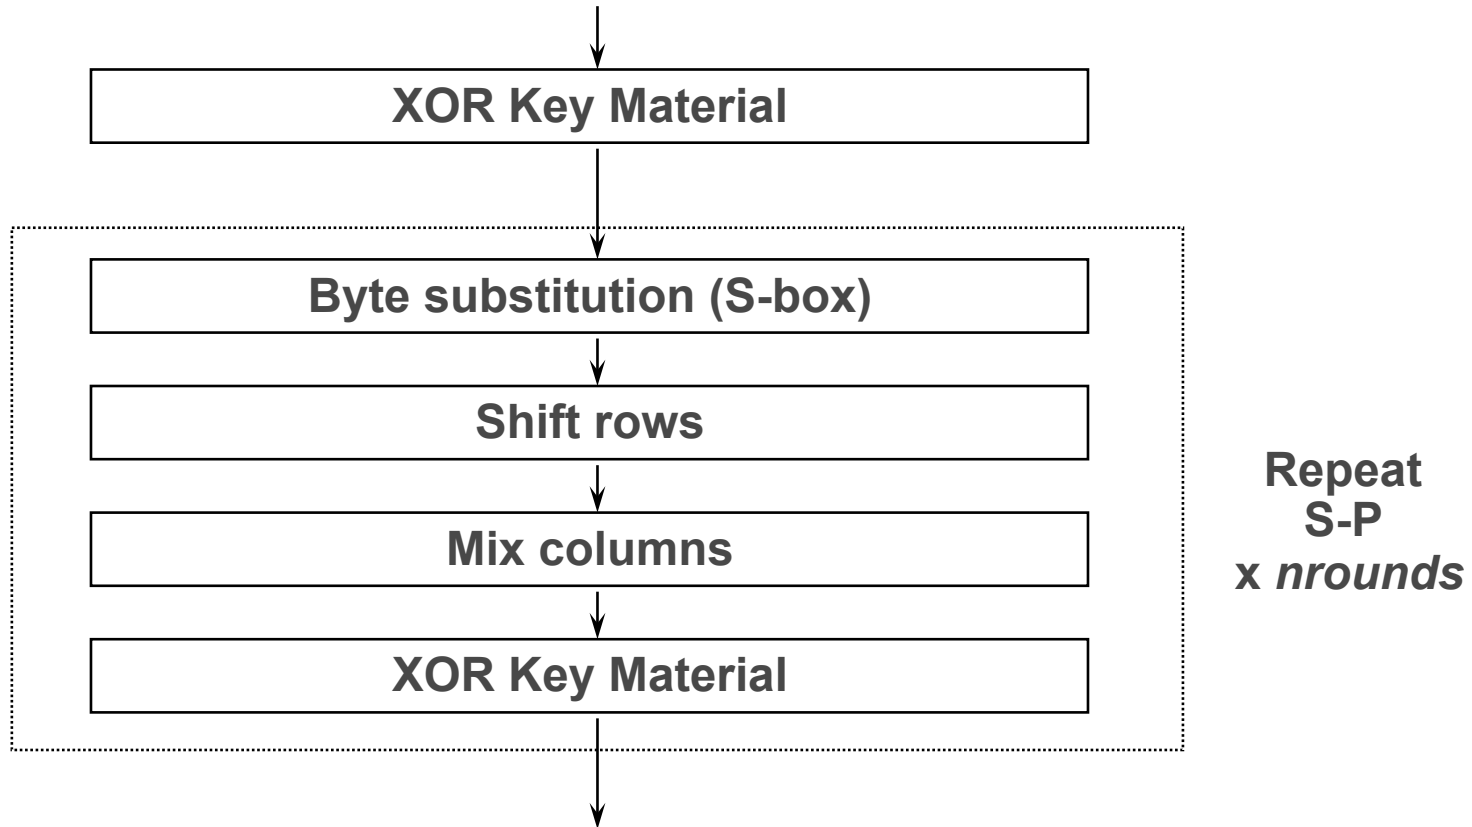 XOR Key Material
Byte substitution (S-box)
Shift rows
Mix columns
XOR Key Material
Repeat
S-P
x nrounds